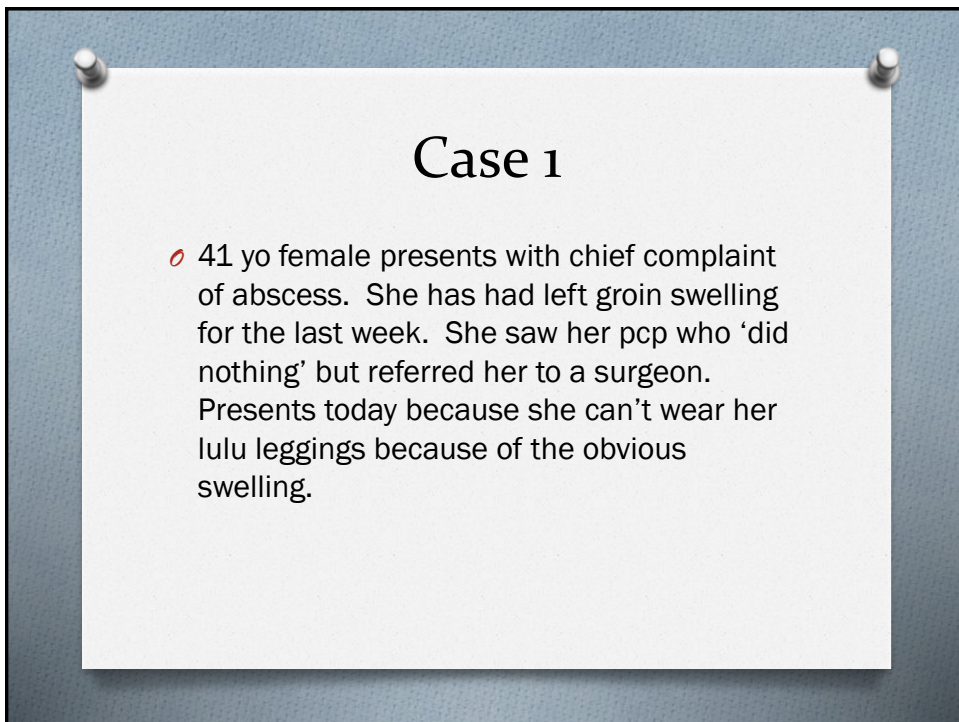 Case 1
41 yo female presents with chief complaint
of abscess.  She has had left groin swelling
for the last week.  She saw her pcp who ‘did
nothing’ but referred her to a surgeon.
Presents today because she can’t wear her
lulu leggings because of the obvious
swelling.